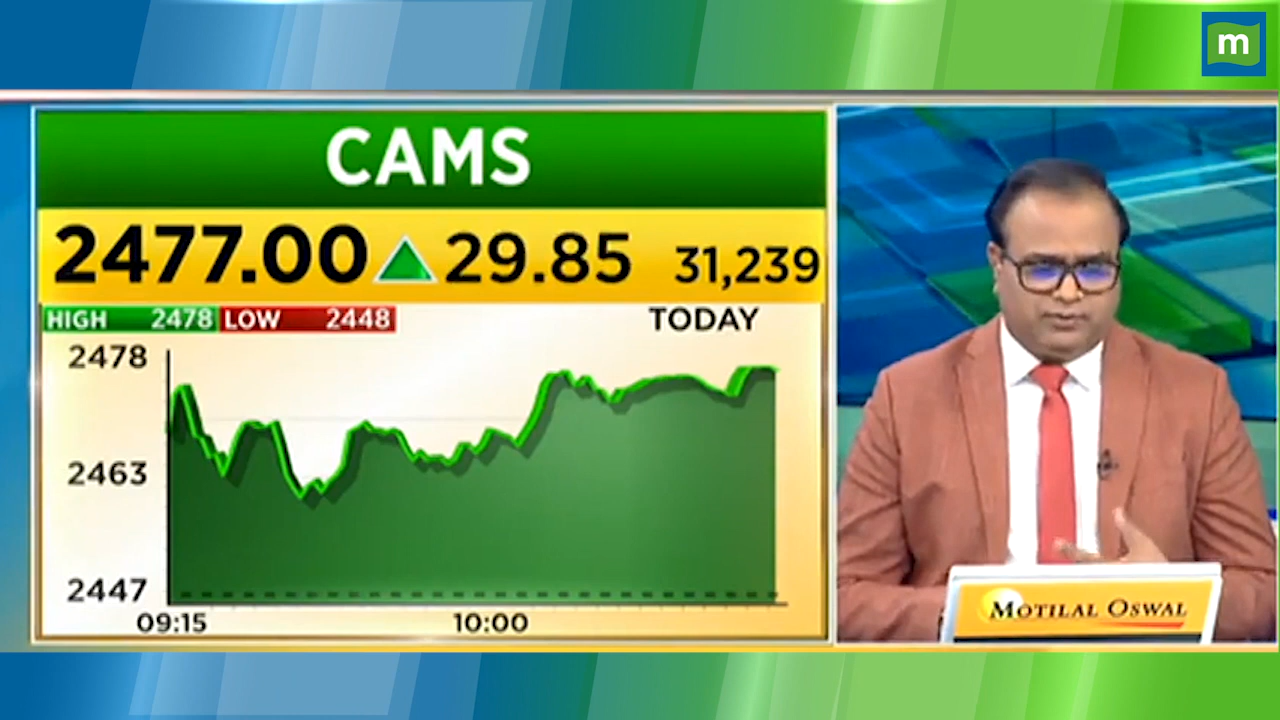 m
CAMS
2477.00 ▲ 29.85 31,239
HIGH 2478 LOW 2448 TODAY
2478
2463
2447
09:15 10:00
MOTILAL OSWAL